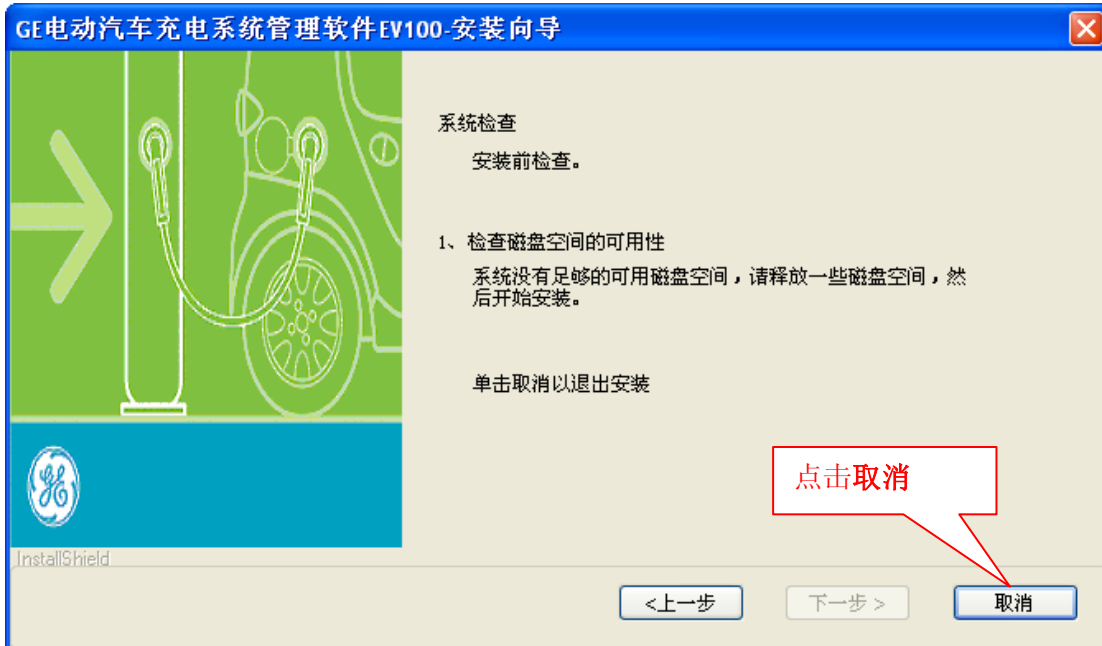 GE电动汽车充电系统管理软件EV100-安装向导
系统检查
安装前检查。
1、检查磁盘空间的可用性
系统没有足够的可用磁盘空间，请释放一些磁盘空间，然
后开始安装。
单击取消以退出安装
点击取消
GE
InstallShield
<上一步
下一步 >
取消